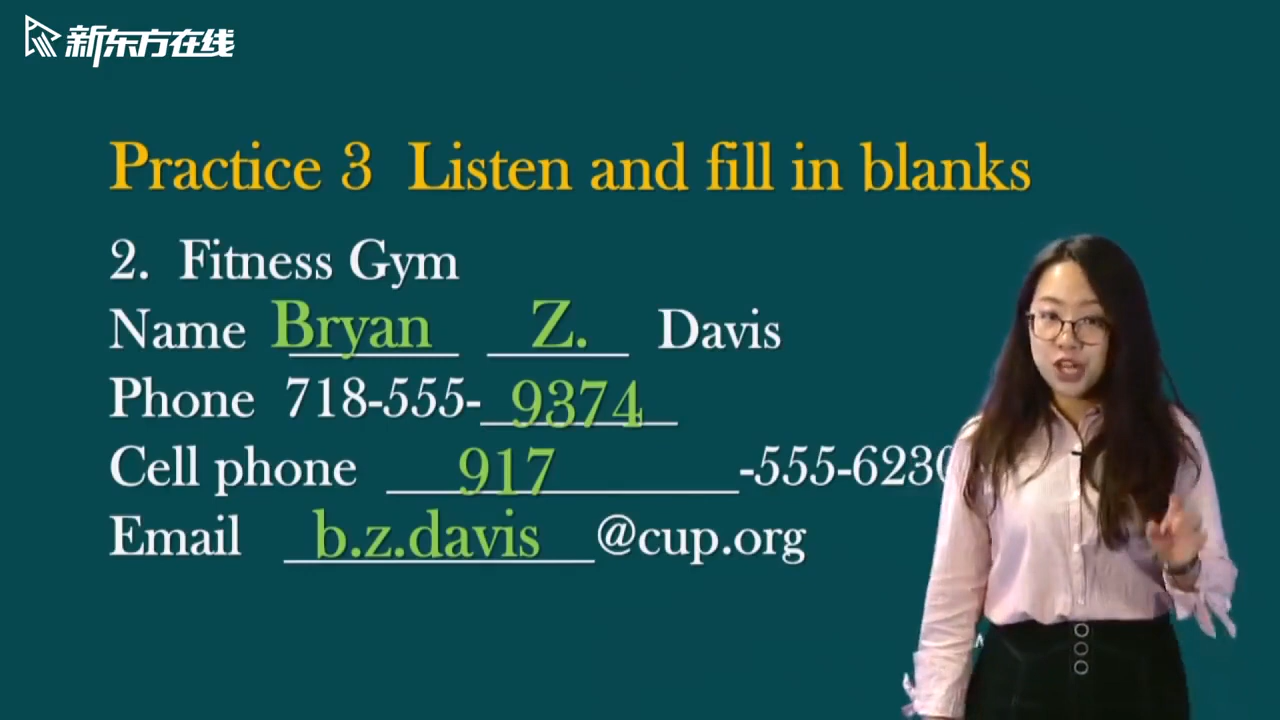 新东方在线
Practice 3 Listen and fill in blanks
2. Fitness Gym
Name Bryan Z. Davis
Phone 718-555-9374
Cell phone 917-555-6230
Email b.z.davis@cup.org